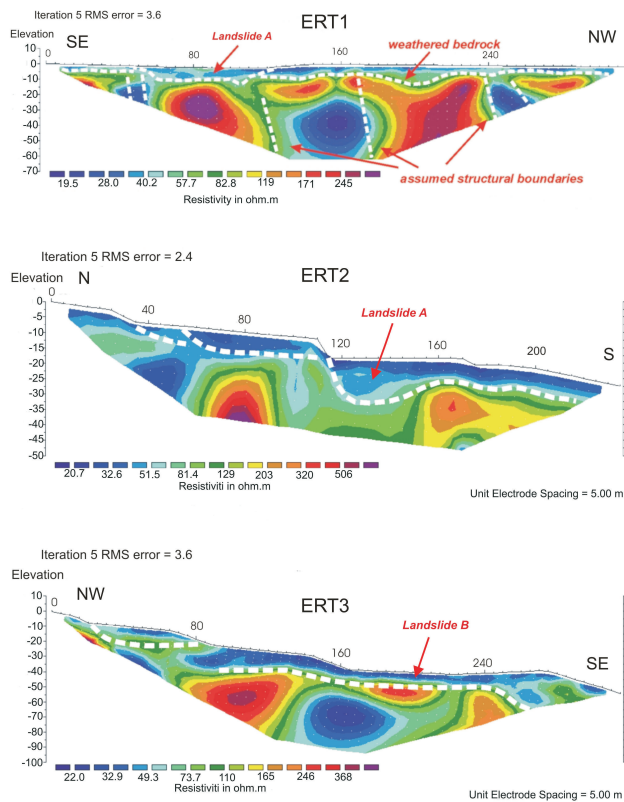 Iteration 5 RMS error = 3.6
ERT1
Elevation
SE
Landslide A
weathered bedrock
NW
0
80
160
240
10
0
-10
-20
-30
-40
-50
-60
-70
assumed structural boundaries
19.5 28.0 40.2 57.7 82.8 119 171 245
Resistivity in ohm.m
Iteration 5 RMS error = 2.4
Elevation
N
ERT2
0
40
80
120
160
200
Landslide A
S
0
-5
-10
-15
-20
-25
-30
-35
-40
-45
-50
20.7 32.6 51.5 81.4 129 203 320 506
Resistiviti in ohm.m
Unit Electrode Spacing = 5.00 m
Iteration 5 RMS error = 3.6
Elevation
NW
ERT3
0
80
160
240
Landslide B
SE
10
0
-10
-20
-30
-40
-50
-60
-70
-80
-90
-100
22.0 32.9 49.3 73.7 110 165 246 368
Resistivity in ohm.m
Unit Electrode Spacing = 5.00 m